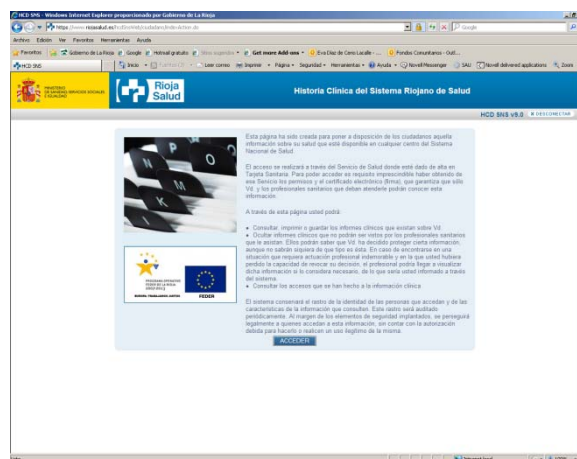 HCD SNS - Windows Internet Explorer proporcionado por Gobierno de La Rioja
Archivo Edición Ver Favoritos Herramientas Ayuda
Favoritos Gobierno de La Rioja Google Hotmail gratuito Get more Add-ons
HCD SNS Inicio Leer correo Imprimir Página Seguridad Herramientas Ayuda Novell Messenger SAU Novell delivered applications Zoom
MINISTERIO DE SANIDAD, SERVICIOS SOCIALES E IGUALDAD
Rioja Salud
Historia Clínica del Sistema Riojano de Salud
HCD SNS v8.0 DESCONECTAR
Esta página ha sido creada para poner a disposición de los ciudadanos aquella
información sobre su salud que esté disponible en cualquier centro del Sistema
Nacional de Salud.
El acceso se realizará a través del Servicio de Salud donde esté dado de alta en
Tarjeta Sanitaria. Para poder acceder es requisito imprescindible haber obtenido de
ese Servicio los permisos y el certificado electrónico (firma), que garantiza que sólo
Vd. y los profesionales sanitarios que deban atenderle podrán conocer esta
información.
A través de esta página usted podrá:
• Consultar, imprimir o guardar los informes clínicos que existan sobre Vd.
• Ocultar informes clínicos que no podrán ser vistos por los profesionales sanitarios
que le asistan. Ellos podrán saber que Vd. ha decidido proteger cierta información,
aunque no sabrán siquiera de que tipo es ésta. En caso de encontrarse en una
situación que requiera actuación profesional indemorable y en la que usted hubiera
perdido la capacidad de revocar su decisión, el profesional podría llegar a visualizar
dicha información si lo considera necesario, de lo que sería usted informado a través
del sistema.
• Consultar los accesos que se han hecho a la información clínica.
El sistema conservará el rastro de la identidad de las personas que accedan y de las
características de la información que consulten. Este rastro será auditado
periódicamente. Al margen de los elementos de seguridad implantados, se perseguirá
legalmente a quienes accedan a esta información, sin contar con la autorización
debida para hacerlo o realicen un uso ilegítimo de la misma.
ACCEDER
N P O
K M
I
FEDER